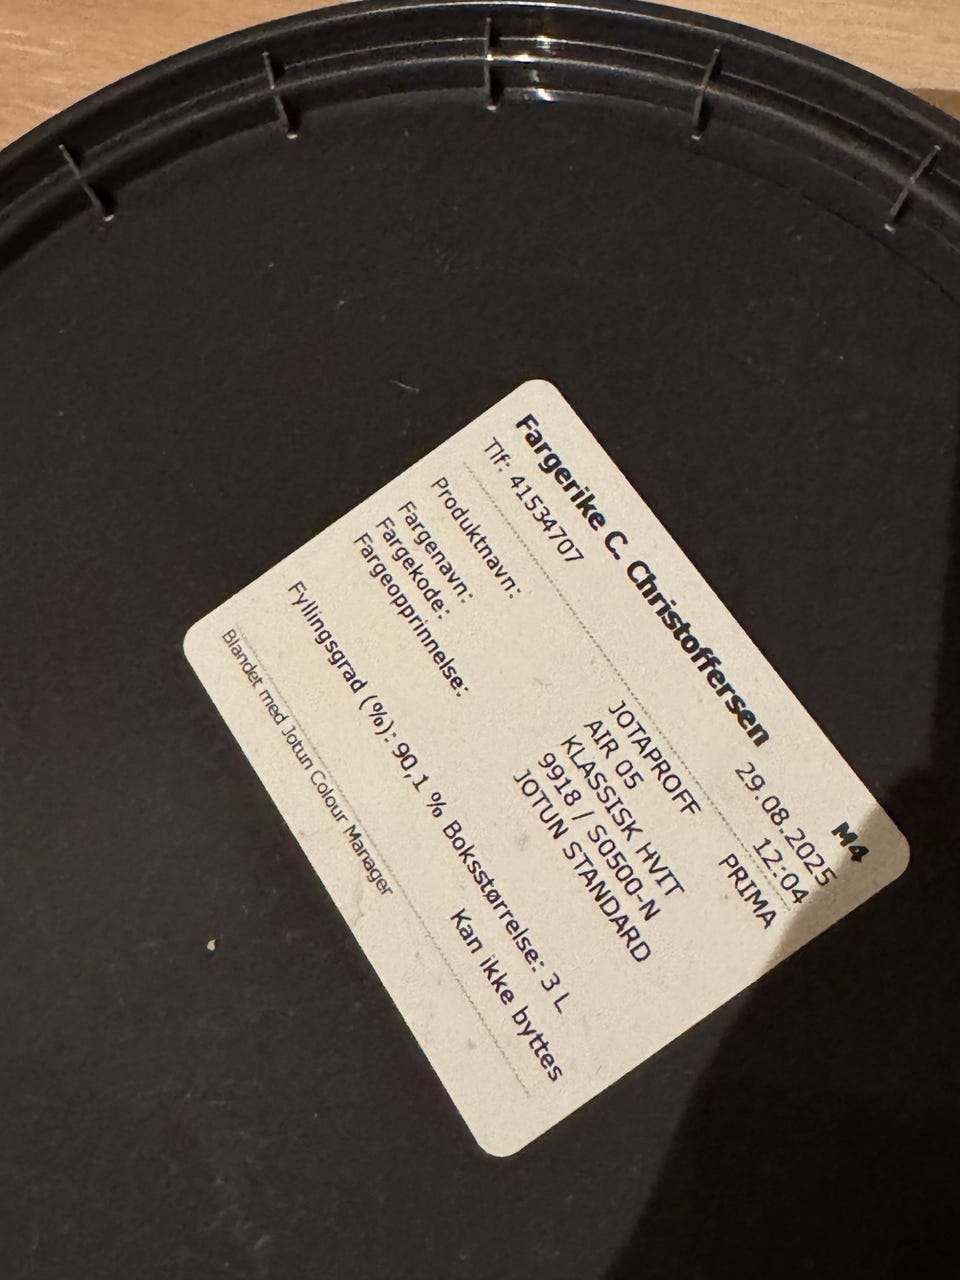 M4
Fargerike C. Christoffersen
29.08.2025
Tlf: 41534707
12:04
Produktnavn: JOTAPROFF PRIMA
AIR 05
Fargenavn: KLASSISK HVIT
Fargekode: 9918 / S0500-N
Fargeopprinnelse: JOTUN STANDARD
Fyllingsgrad (%): 90,1 % Boksstørrelse: 3 L
Kan ikke byttes
Blandet med Jotun Colour Manager